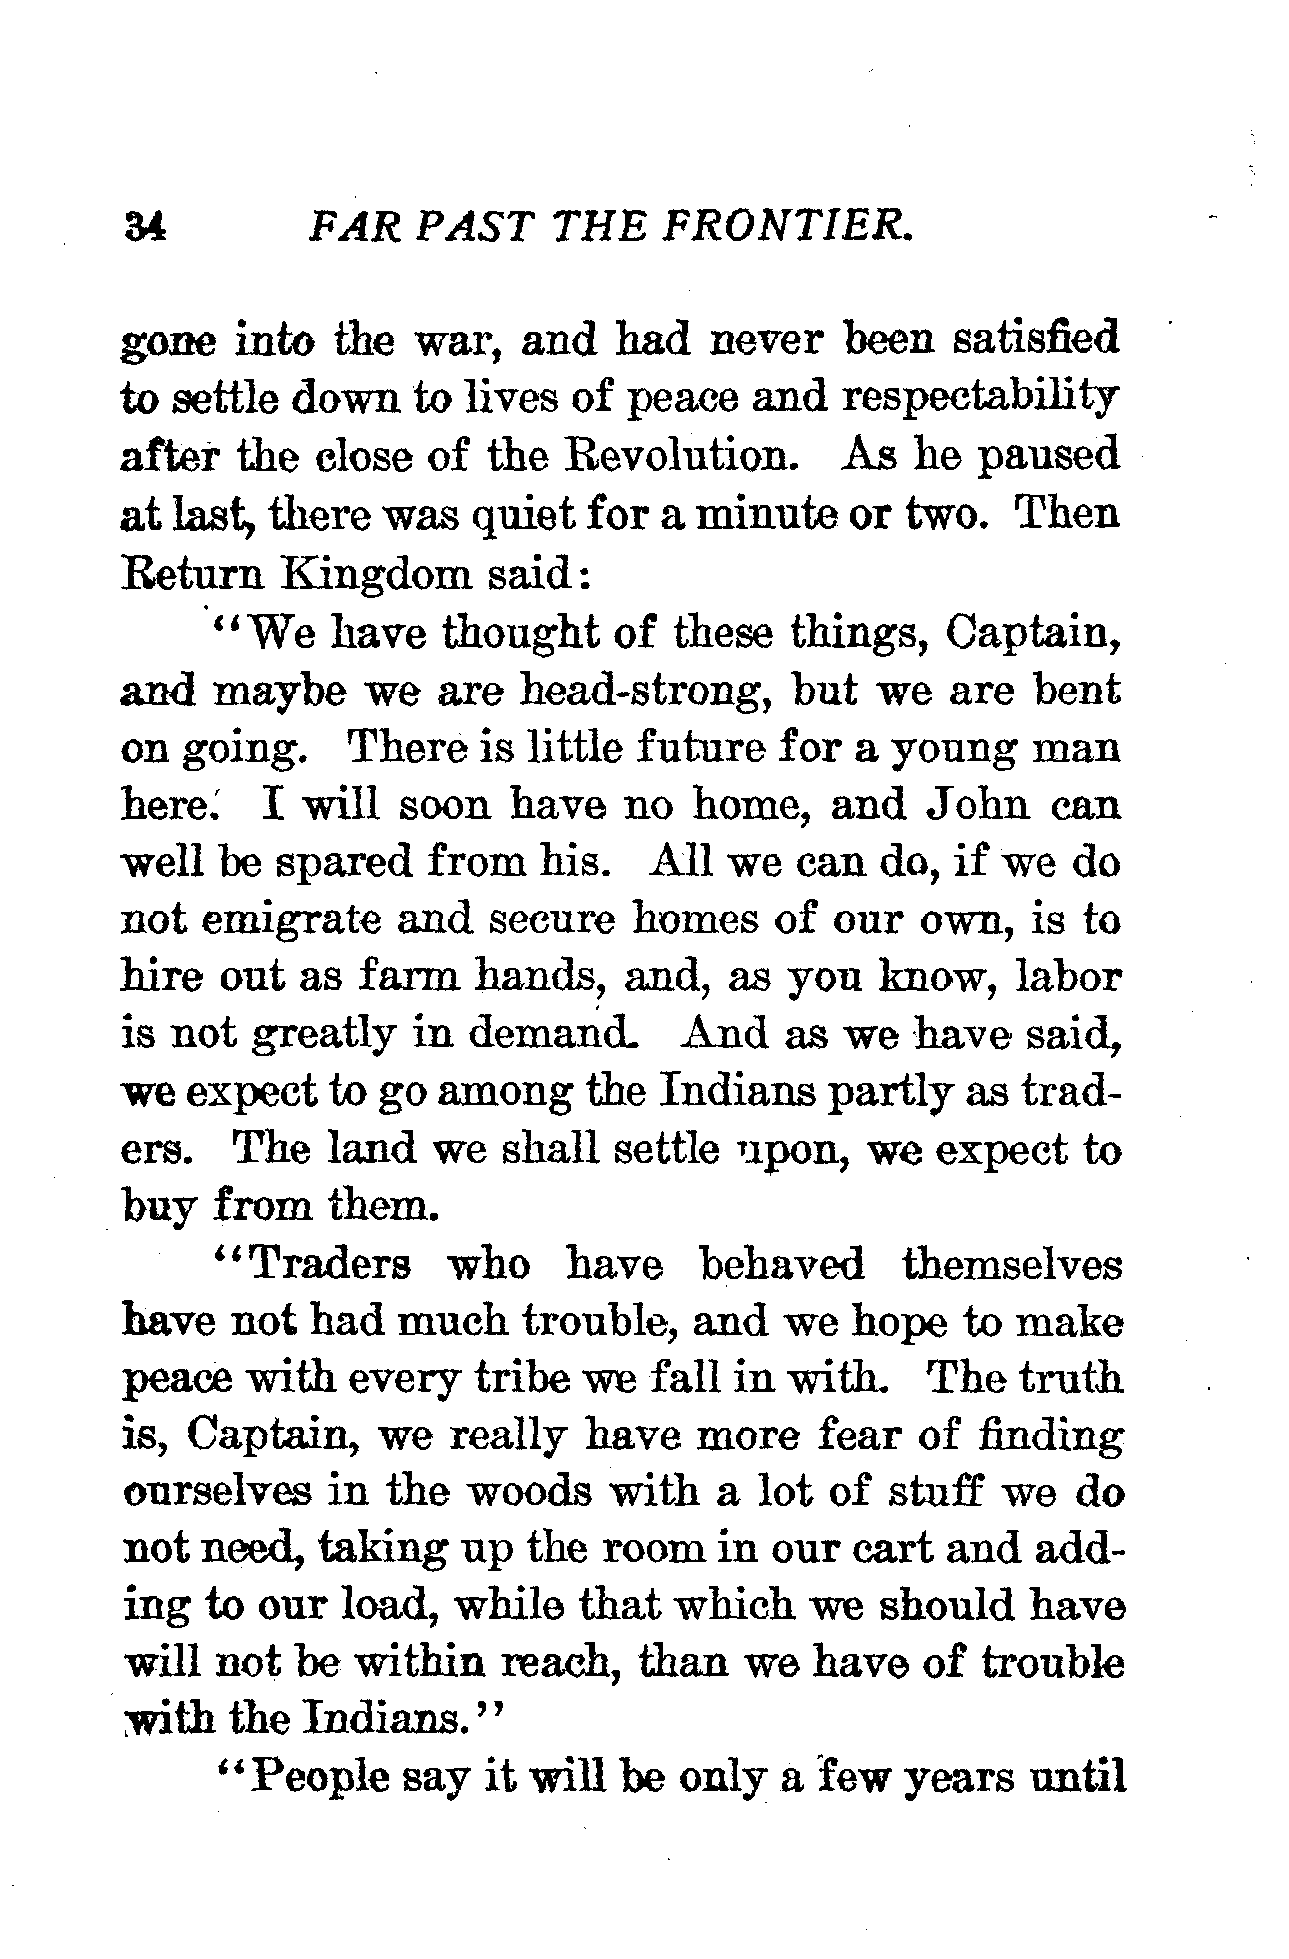 34 FAR PAST THE FRONTIER.
gone into the war, and had never been satisfied
to settle down to lives of peace and respectability
after the close of the Revolution. As he paused
at last, there was quiet for a minute or two. Then
Return Kingdom said:
"We have thought of these things, Captain,
and maybe we are head-strong, but we are bent
on going. There is little future for a young man
here. I will soon have no home, and John can
well be spared from his. All we can do, if we do
not emigrate and secure homes of our own, is to
hire out as farm hands, and, as you know, labor
is not greatly in demand. And as we have said,
we expect to go among the Indians partly as trad-
ers. The land we shall settle upon, we expect to
buy from them.
"Traders who have behaved themselves
have not had much trouble, and we hope to make
peace with every tribe we fall in with. The truth
is, Captain, we really have more fear of finding
ourselves in the woods with a lot of stuff we do
not need, taking up the room in our cart and add-
ing to our load, while that which we should have
will not be within reach, than we have of trouble
with the Indians."
"People say it will be only a few years until